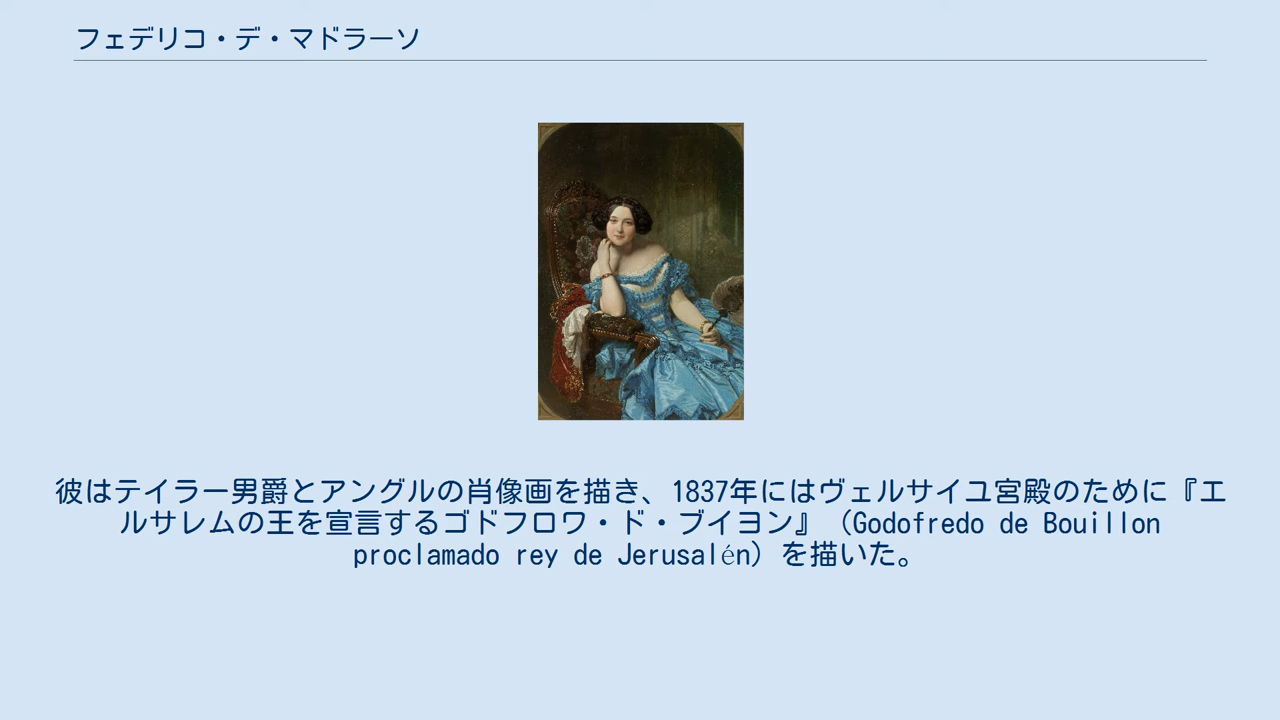 フェデリコ・デ・マドラーソ
彼はテイラー男爵とアングルの肖像画を描き、1837年にはヴェルサイユ宮殿のために『エ
ルサレムの王を宣言するゴドフロワ・ド・ブイヨン』（Godofredo de Bouillon
proclamado rey de Jerusalén）を描いた。